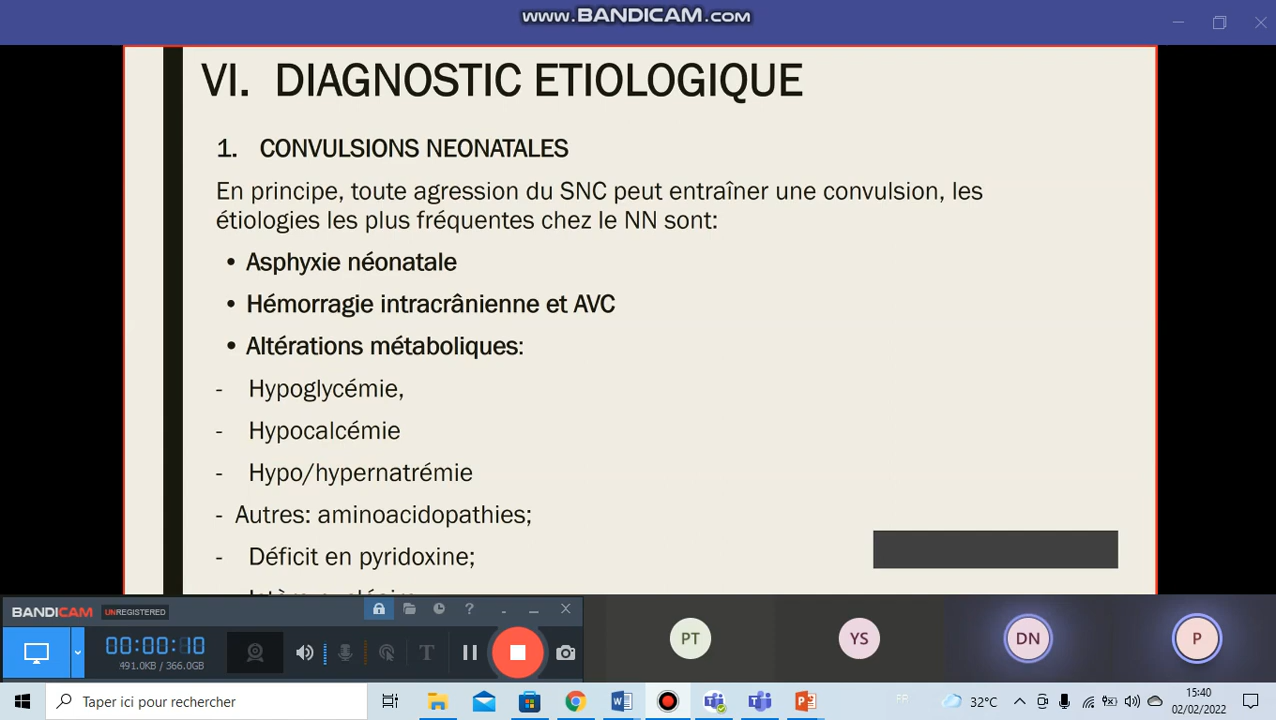 www.BANDICAM.com
VI. DIAGNOSTIC ETIOLOGIQUE
1. CONVULSIONS NEONATALES
En principe, toute agression du SNC peut entraîner une convulsion, les
étiologies les plus fréquentes chez le NN sont:
• Asphyxie néonatale
• Hémorragie intracrânienne et AVC
• Altérations métaboliques:
- Hypoglycémie,
- Hypocalcémie
- Hypo/hypernatrémie
- Autres: aminoacidopathies;
- Déficit en pyridoxine;
BANDICAM UNREGISTERED
00:00:10
491.0KB / 366.0GB
PT
YS
DN
P
Taper ici pour rechercher
FR
32°C
15:40
02/02/2022